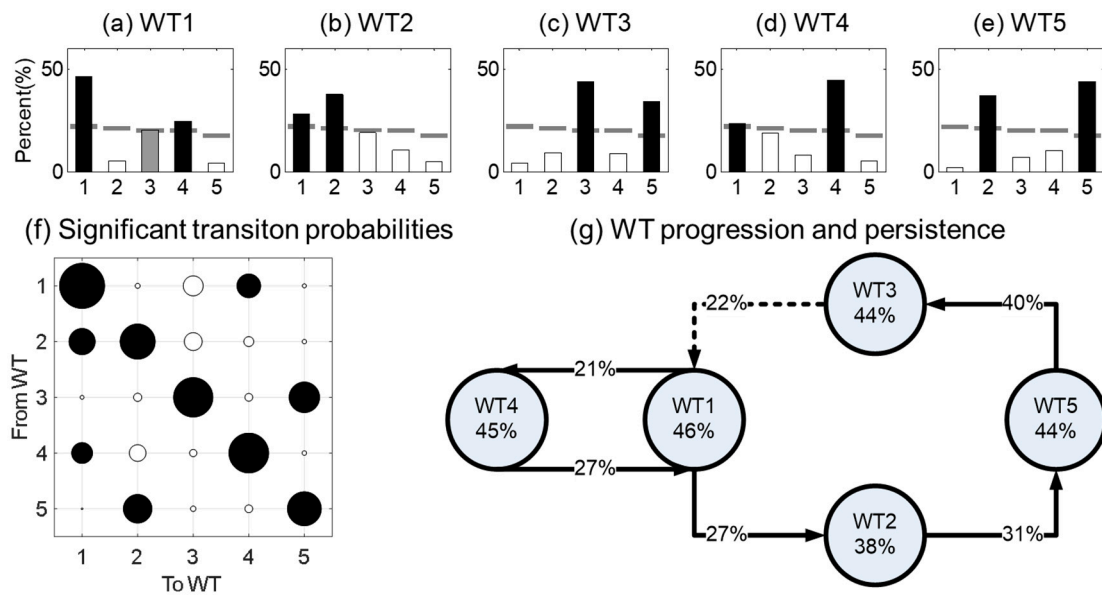 (a) WT1
(b) WT2
(c) WT3
(d) WT4
(e) WT5
Percent(%)
50
0
1 2 3 4 5
50
0
1 2 3 4 5
50
0
1 2 3 4 5
50
0
1 2 3 4 5
50
0
1 2 3 4 5
(f) Significant transiton probabilities
From WT
1
2
3
4
5
1 2 3 4 5
To WT
(g) WT progression and persistence
WT3
44%
22%
40%
21%
WT4
45%
WT1
46%
WT5
44%
27%
WT2
38%
27%
31%